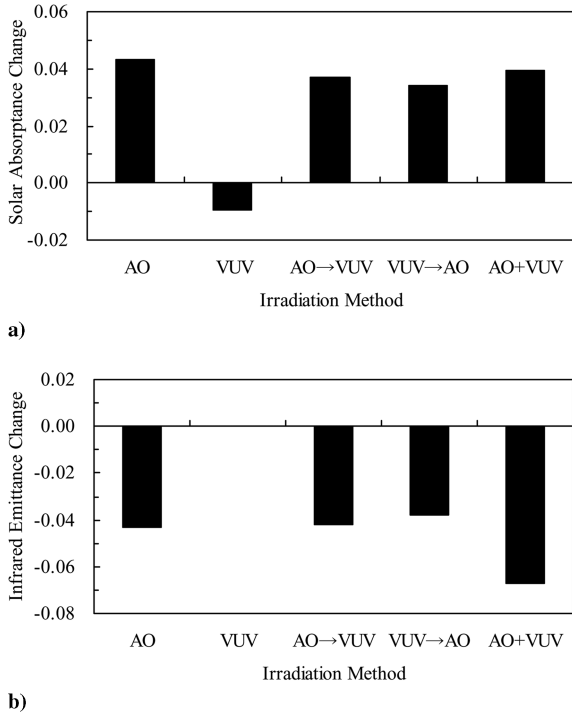 Solar Absorptance Change
0.06
0.04
0.02
0.00
-0.02
AO
VUV
AO→VUV
VUV→AO
AO+VUV
Irradiation Method
a)
Infrared Emittance Change
0.02
0.00
-0.02
-0.04
-0.06
-0.08
AO
VUV
AO→VUV
VUV→AO
AO+VUV
Irradiation Method
b)